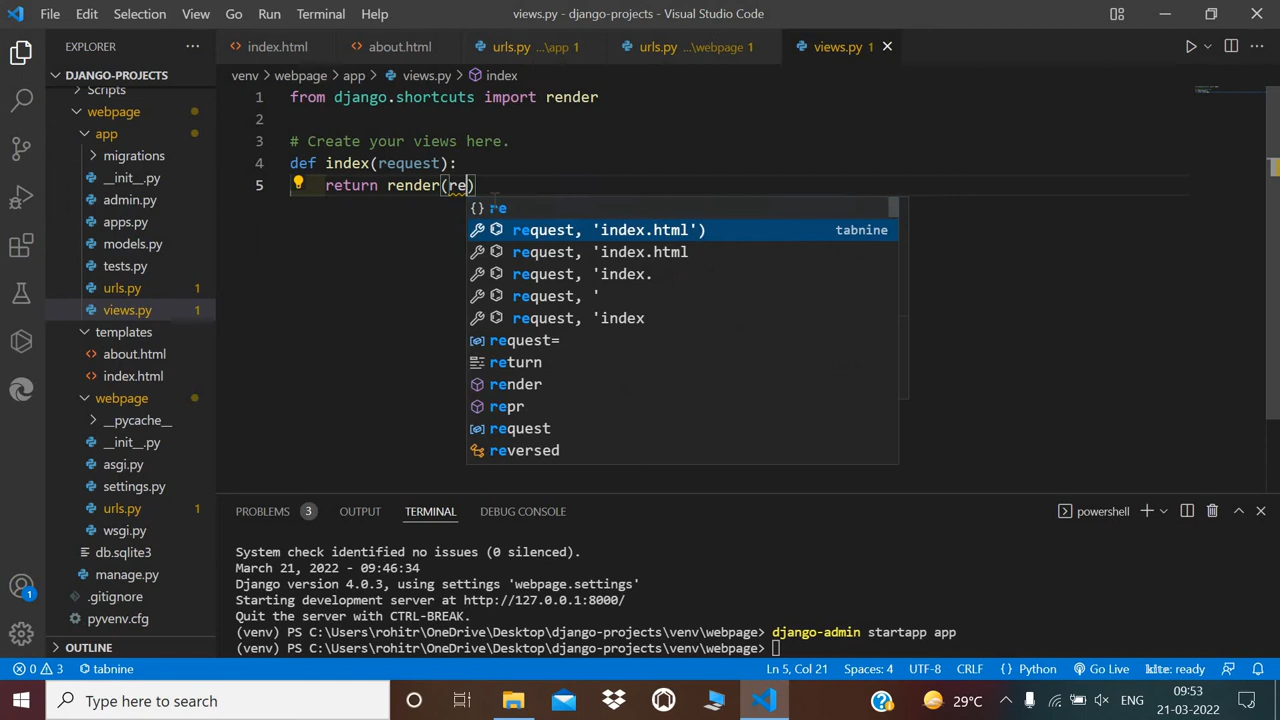 File Edit Selection View Go Run Terminal Help views.py - django-projects - Visual Studio Code
EXPLORER
index.html about.html urls.py ...\app 1 urls.py ...\webpage 1 views.py 1
DJANGO-PROJECTS
Scripts
webpage
app
migrations
__init__.py
admin.py
apps.py
models.py
tests.py
urls.py 1
views.py 1
templates
about.html
index.html
webpage
__pycache__
__init__.py
asgi.py
settings.py
urls.py 1
wsgi.py
db.sqlite3
manage.py
.gitignore
pyvenv.cfg
OUTLINE
venv > webpage > app > views.py > index
1 from django.shortcuts import render
2
3 # Create your views here.
4 def index(request):
5 return render(re)
{} re
request, 'index.html') tabnine
request, 'index.html
request, 'index.
request, '
request, 'index
request=
return
render
repr
request
reversed
PROBLEMS 3 OUTPUT TERMINAL DEBUG CONSOLE powershell
System check identified no issues (0 silenced).
March 21, 2022 - 09:46:34
Django version 4.0.3, using settings 'webpage.settings'
Starting development server at http://127.0.0.1:8000/
Quit the server with CTRL-BREAK.
(venv) PS C:\Users\rohitr\OneDrive\Desktop\django-projects\venv\webpage> django-admin startapp app
(venv) PS C:\Users\rohitr\OneDrive\Desktop\django-projects\venv\webpage>
1
0 3 tabnine Ln 5, Col 21 Spaces: 4 UTF-8 CRLF {} Python Go Live kite: ready
Type here to search 29°C ENG 09:53
21-03-2022 1